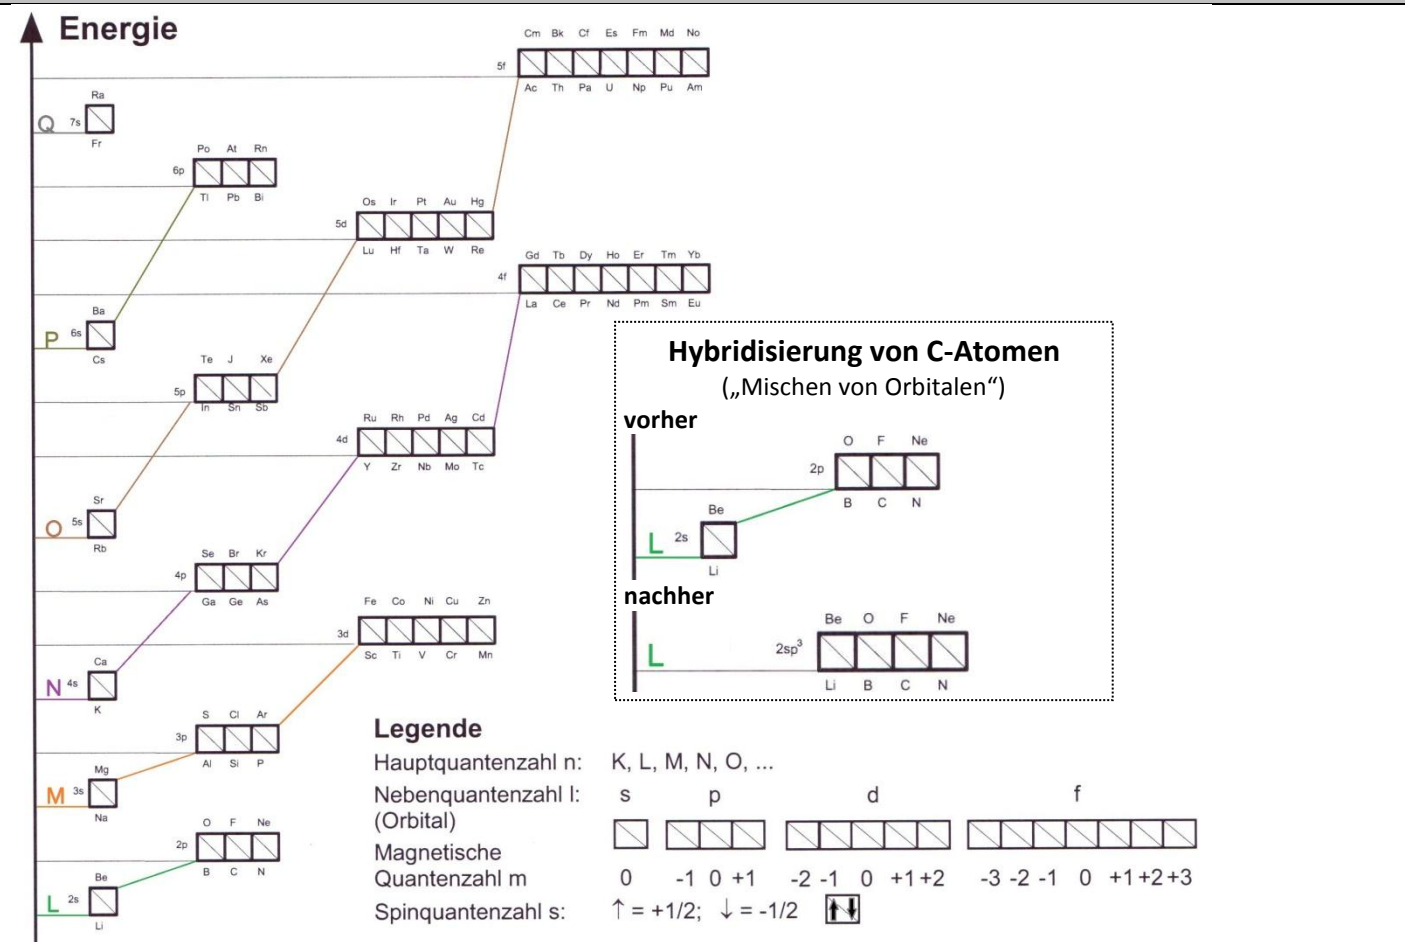 Energie
Cm Bk Cf Es Fm Md No
5f
Ac Th Pa U Np Pu Am
Ra
Q 7s
Fr
Po At Rn
6p
Tl Pb Bi
Os Ir Pt Au Hg
5d
Lu Hf Ta W Re
Gd Tb Dy Ho Er Tm Yb
4f
La Ce Pr Nd Pm Sm Eu
Ba
P 6s
Cs
Te J Xe
5p
In Sn Sb
Ru Rh Pd Ag Cd
4d
Y Zr Nb Mo Tc
Sr
O 5s
Rb
Se Br Kr
4p
Ga Ge As
Fe Co Ni Cu Zn
3d
Sc Ti V Cr Mn
Ca
N 4s
K
S Cl Ar
3p
Al Si P
Mg
M 3s
Na
O F Ne
2p
B C N
Be
L 2s
Li
Hybridisierung von C-Atomen
(„Mischen von Orbitalen“)
vorher
O F Ne
2p
B C N
Be
L 2s
Li
nachher
Be O F Ne
L 2sp³
Li B C N
Legende
Hauptquantenzahl n: K, L, M, N, O, ...
Nebenquantenzahl l: s p d f
(Orbital)
Magnetische
Quantenzahl m 0 -1 0 +1 -2 -1 0 +1 +2 -3 -2 -1 0 +1 +2 +3
Spinquantenzahl s: ↑ = +1/2; ↓ = -1/2